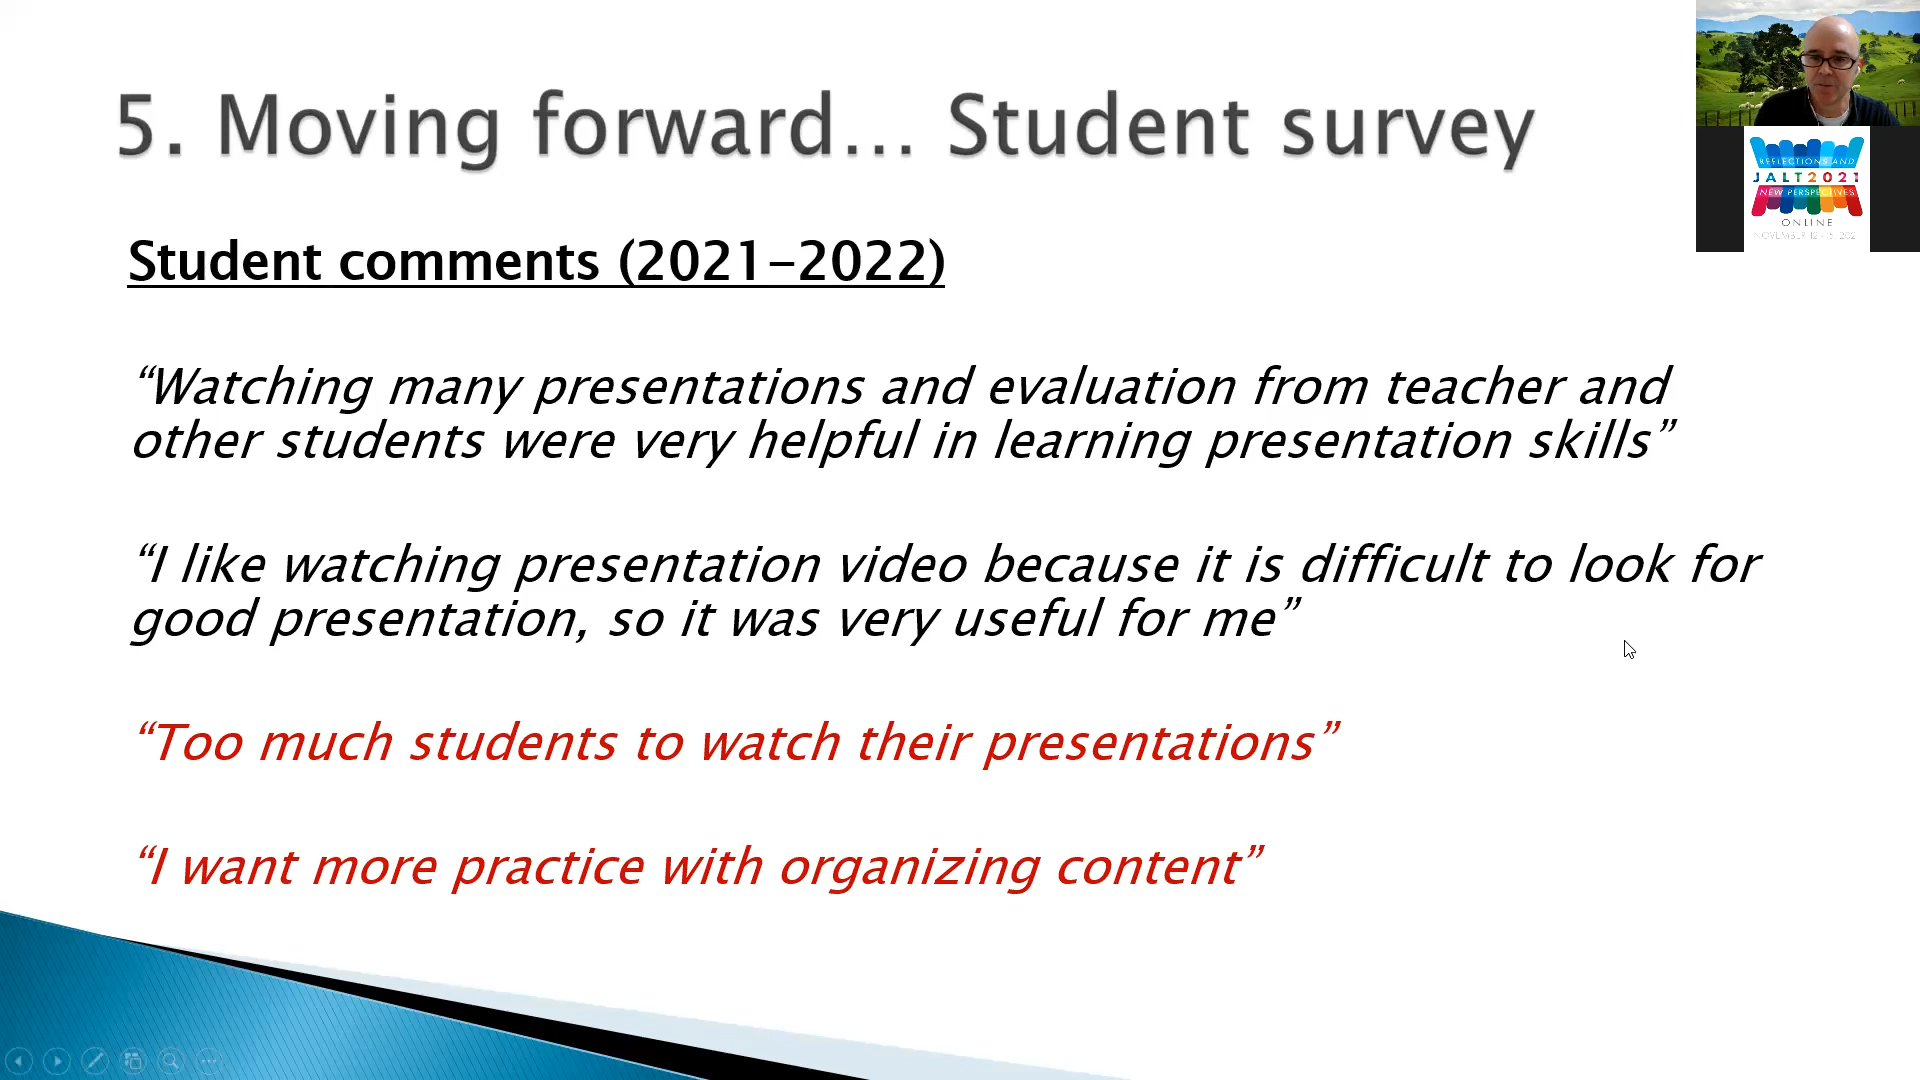 5. Moving forward... Student survey
REFLECTIONS AND
JALT2021
NEW PERSPECTIVES
ONLINE
Student comments (2021-2022)
“Watching many presentations and evaluation from teacher and
other students were very helpful in learning presentation skills”
“I like watching presentation video because it is difficult to look for
good presentation, so it was very useful for me”
“Too much students to watch their presentations”
“I want more practice with organizing content”